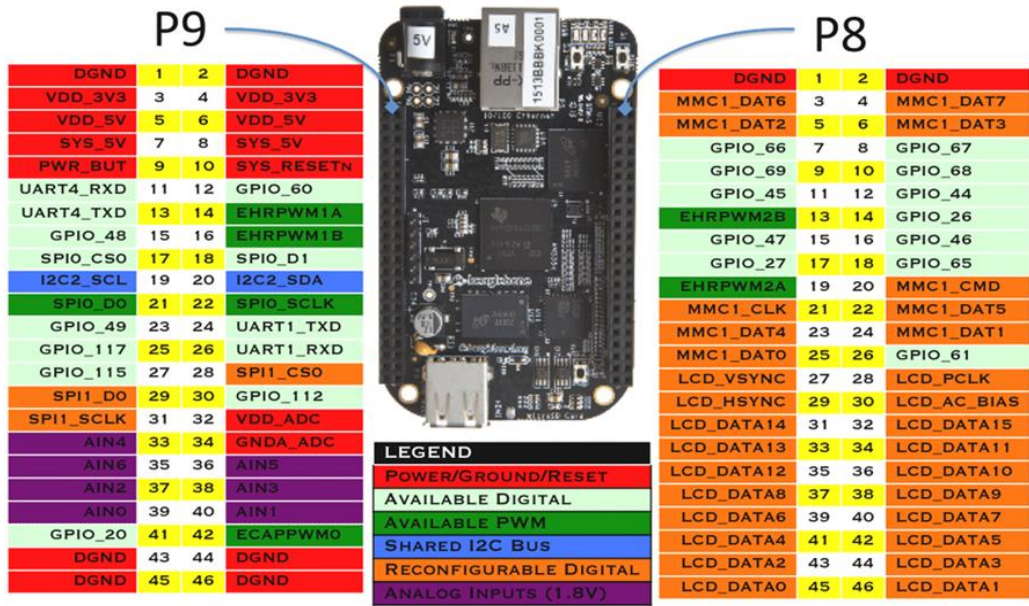 P9
P8
DGND 1 2 DGND
VDD_3V3 3 4 VDD_3V3
VDD_5V 5 6 VDD_5V
SYS_5V 7 8 SYS_5V
PWR_BUT 9 10 SYS_RESETN
UART4_RXD 11 12 GPIO_60
UART4_TXD 13 14 EHRPWM1A
GPIO_48 15 16 EHRPWM1B
SPI0_CS0 17 18 SPI0_D1
I2C2_SCL 19 20 I2C2_SDA
SPI0_D0 21 22 SPI0_SCLK
GPIO_49 23 24 UART1_TXD
GPIO_117 25 26 UART1_RXD
GPIO_115 27 28 SPI1_CS0
SPI1_D0 29 30 GPIO_112
SPI1_SCLK 31 32 VDD_ADC
AIN4 33 34 GNDA_ADC
AIN6 35 36 AIN5
AIN2 37 38 AIN3
AIN0 39 40 AIN1
GPIO_20 41 42 ECAPPWM0
DGND 43 44 DGND
DGND 45 46 DGND
5V
A5
1513BBBK0001
10/100 Ethernet
beaglebone
LEGEND
POWER/GROUND/RESET
AVAILABLE DIGITAL
AVAILABLE PWM
SHARED I2C BUS
RECONFIGURABLE DIGITAL
ANALOG INPUTS (1.8V)
DGND 1 2 DGND
MMC1_DAT6 3 4 MMC1_DAT7
MMC1_DAT2 5 6 MMC1_DAT3
GPIO_66 7 8 GPIO_67
GPIO_69 9 10 GPIO_68
GPIO_45 11 12 GPIO_44
EHRPWM2B 13 14 GPIO_26
GPIO_47 15 16 GPIO_46
GPIO_27 17 18 GPIO_65
EHRPWM2A 19 20 MMC1_CMD
MMC1_CLK 21 22 MMC1_DAT5
MMC1_DAT4 23 24 MMC1_DAT1
MMC1_DAT0 25 26 GPIO_61
LCD_VSYNC 27 28 LCD_PCLK
LCD_HSYNC 29 30 LCD_AC_BIAS
LCD_DATA14 31 32 LCD_DATA15
LCD_DATA13 33 34 LCD_DATA11
LCD_DATA12 35 36 LCD_DATA10
LCD_DATA8 37 38 LCD_DATA9
LCD_DATA6 39 40 LCD_DATA7
LCD_DATA4 41 42 LCD_DATA5
LCD_DATA2 43 44 LCD_DATA3
LCD_DATA0 45 46 LCD_DATA1